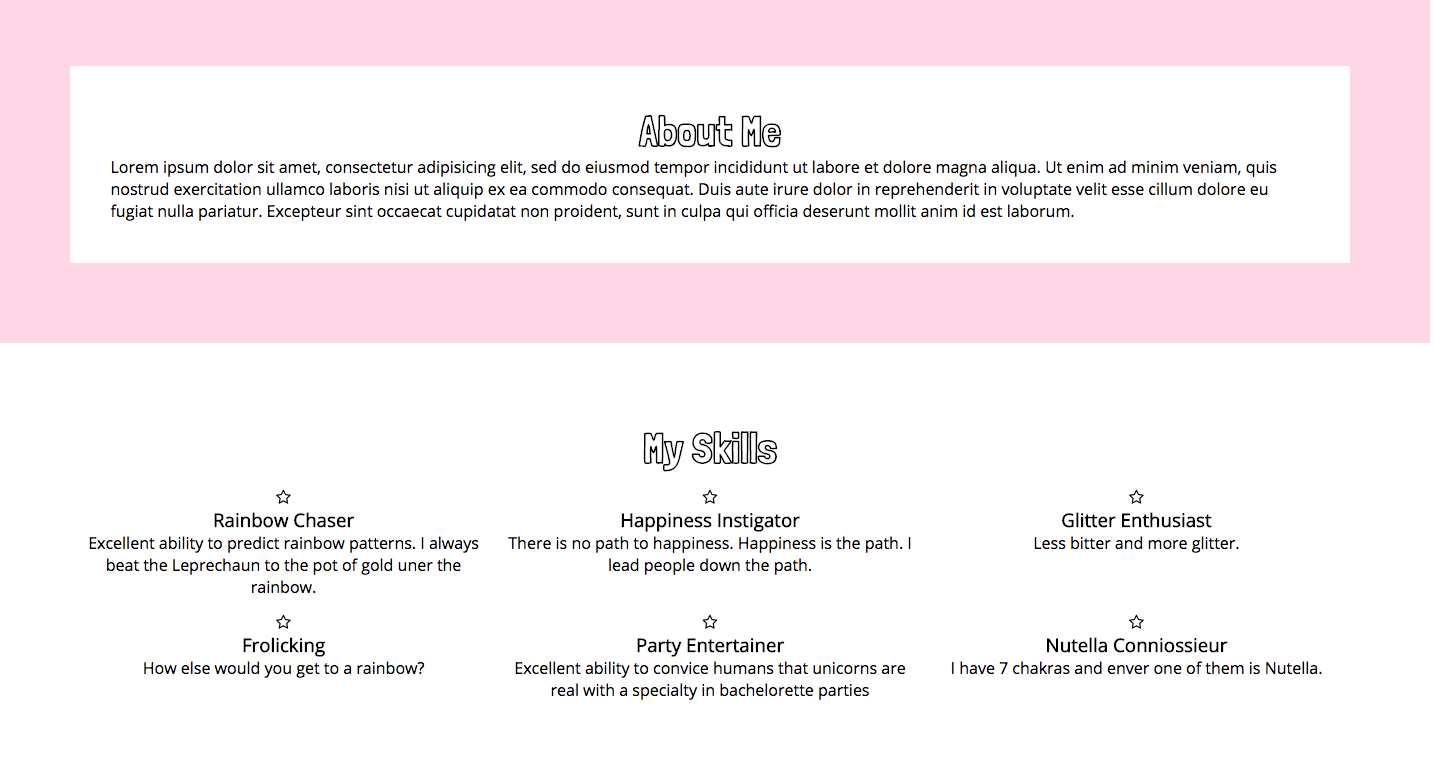 About Me
Lorem ipsum dolor sit amet, consectetur adipisicing elit, sed do eiusmod tempor incididunt ut labore et dolore magna aliqua. Ut enim ad minim veniam, quis
nostrud exercitation ullamco laboris nisi ut aliquip ex ea commodo consequat. Duis aute irure dolor in reprehenderit in voluptate velit esse cillum dolore eu
fugiat nulla pariatur. Excepteur sint occaecat cupidatat non proident, sunt in culpa qui officia deserunt mollit anim id est laborum.
My Skills
Rainbow Chaser
Excellent ability to predict rainbow patterns. I always
beat the Leprechaun to the pot of gold uner the
rainbow.
Happiness Instigator
There is no path to happiness. Happiness is the path. I
lead people down the path.
Glitter Enthusiast
Less bitter and more glitter.
Frolicking
How else would you get to a rainbow?
Party Entertainer
Excellent ability to convice humans that unicorns are
real with a specialty in bachelorette parties
Nutella Conniossieur
I have 7 chakras and enver one of them is Nutella.